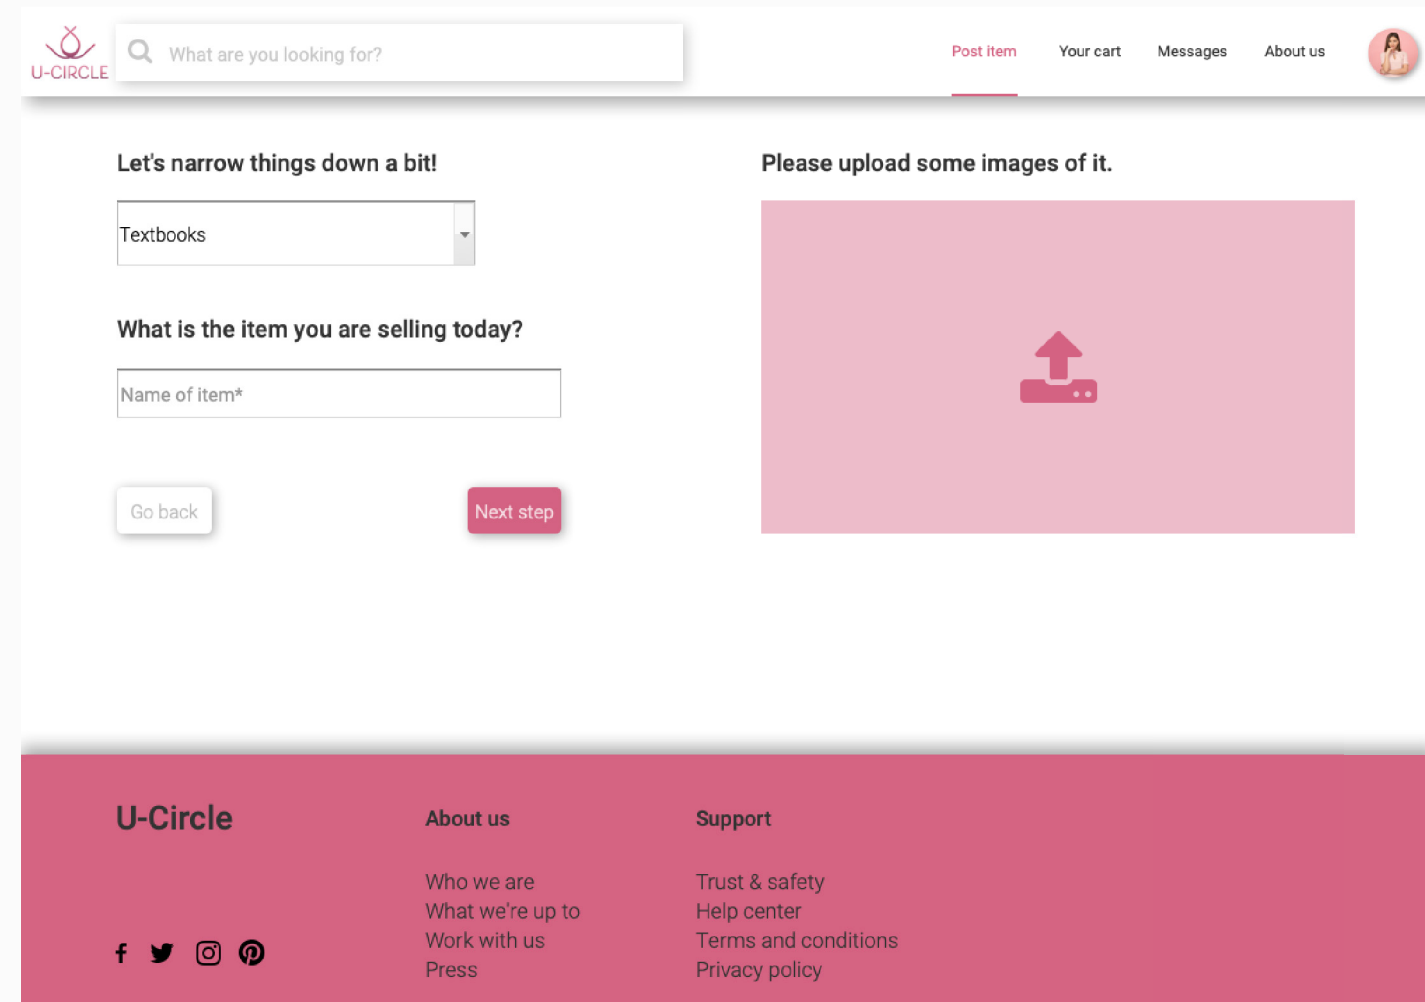 U-CIRCLE
What are you looking for?
Post item
Your cart
Messages
About us
Let's narrow things down a bit!
Textbooks
What is the item you are selling today?
Name of item*
Go back
Next step
Please upload some images of it.
U-Circle
About us
Who we are
What we're up to
Work with us
Press
Support
Trust & safety
Help center
Terms and conditions
Privacy policy